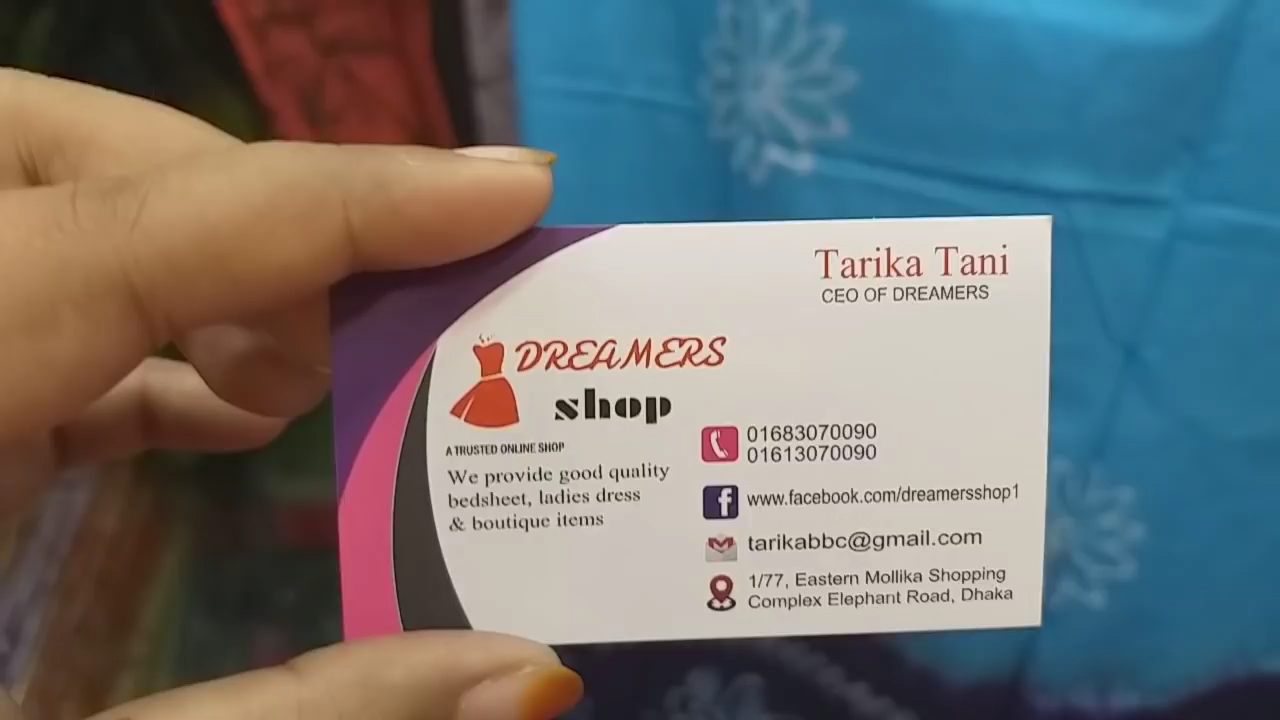 Tarika Tani
CEO OF DREAMERS
DREAMERS
shop
A TRUSTED ONLINE SHOP
We provide good quality
bedsheet, ladies dress
& boutique items
01683070090
01613070090
www.facebook.com/dreamersshop1
tarikabbc@gmail.com
1/77, Eastern Mollika Shopping
Complex Elephant Road, Dhaka